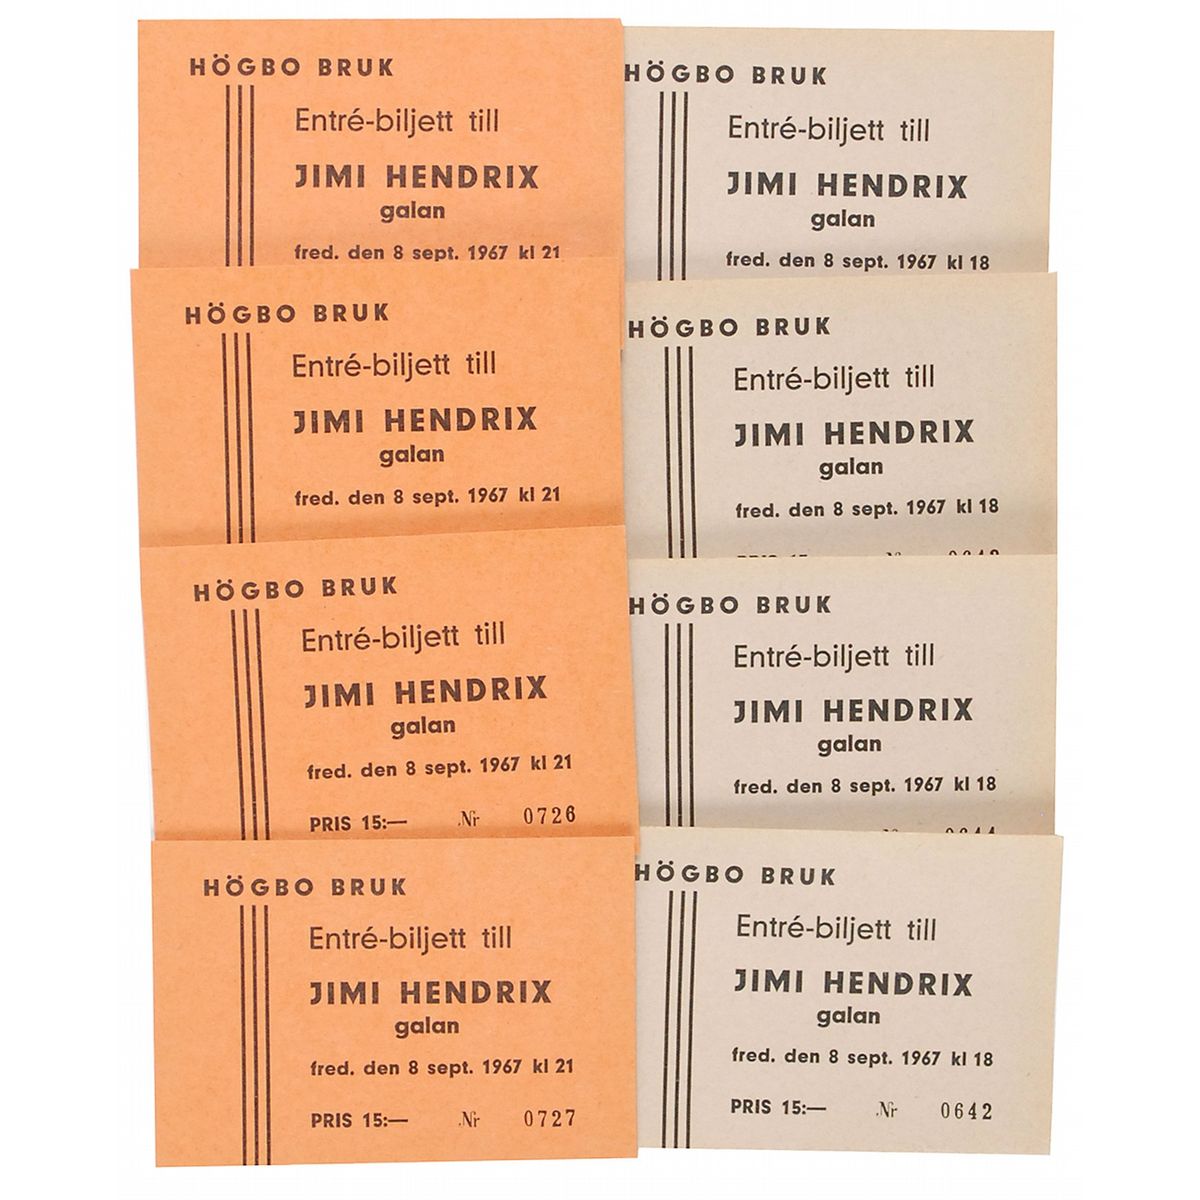 HÖGBO BRUK
Entré-biljett till
JIMI HENDRIX
galan
fred. den 8 sept. 1967 kl 21
HÖGBO BRUK
Entré-biljett till
JIMI HENDRIX
galan
fred. den 8 sept. 1967 kl 21
HÖGBO BRUK
Entré-biljett till
JIMI HENDRIX
galan
fred. den 8 sept. 1967 kl 21
PRIS 15:— Nr 0726
HÖGBO BRUK
Entré-biljett till
JIMI HENDRIX
galan
fred. den 8 sept. 1967 kl 21
PRIS 15:— Nr 0727
HÖGBO BRUK
Entré-biljett till
JIMI HENDRIX
galan
fred. den 8 sept. 1967 kl 18
HÖGBO BRUK
Entré-biljett till
JIMI HENDRIX
galan
fred. den 8 sept. 1967 kl 18
PRIS 15:— Nr
HÖGBO BRUK
Entré-biljett till
JIMI HENDRIX
galan
fred. den 8 sept. 1967 kl 18
HÖGBO BRUK
Entré-biljett till
JIMI HENDRIX
galan
fred. den 8 sept. 1967 kl 18
PRIS 15:— Nr 0642